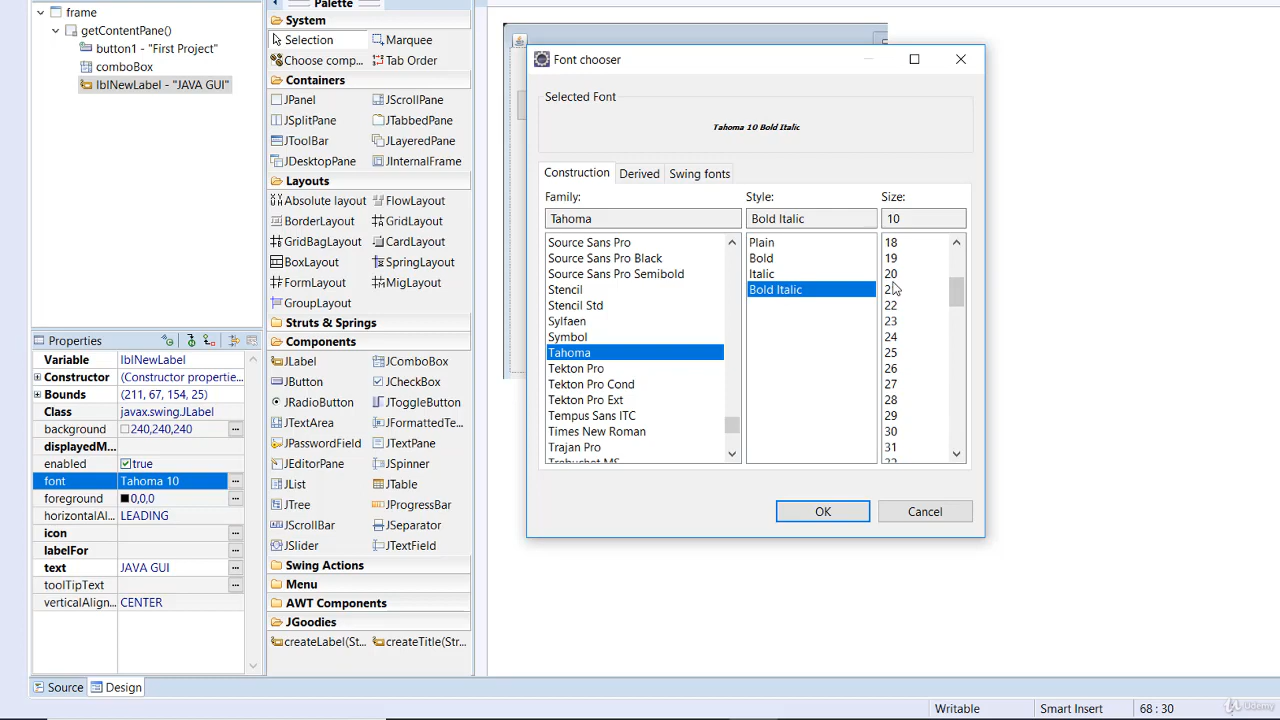 frame
getContentPane()
button1 - "First Project"
comboBox
lblNewLabel - "JAVA GUI"
Palette
System
Selection
Marquee
Choose comp...
Tab Order
Containers
JPanel
JScrollPane
JSplitPane
JTabbedPane
JToolBar
JLayeredPane
JDesktopPane
JInternalFrame
Layouts
Absolute layout
FlowLayout
BorderLayout
GridLayout
GridBagLayout
CardLayout
BoxLayout
SpringLayout
FormLayout
MigLayout
GroupLayout
Struts & Springs
Components
JLabel
JComboBox
JButton
JCheckBox
JRadioButton
JToggleButton
JTextArea
JFormattedTe...
JPasswordField
JTextPane
JEditorPane
JSpinner
JList
JTable
JTree
JProgressBar
JScrollBar
JSeparator
JSlider
JTextField
Swing Actions
Menu
AWT Components
JGoodies
createLabel(St...
createTitle(Str...
Properties
Variable lblNewLabel
Constructor (Constructor propertie...
Bounds (211, 67, 154, 25)
Class javax.swing.JLabel
background 240,240,240 ...
displayedM...
enabled true
font Tahoma 10 ...
foreground 0,0,0 ...
horizontalAl... LEADING
icon ...
labelFor ...
text JAVA GUI ...
toolTipText ...
verticalAlign... CENTER
Source
Design
Font chooser
Selected Font
Tahoma 10 Bold Italic
Construction
Derived
Swing fonts
Family:
Style:
Size:
Tahoma
Bold Italic
10
Source Sans Pro
Source Sans Pro Black
Source Sans Pro Semibold
Stencil
Stencil Std
Sylfaen
Symbol
Tahoma
Tekton Pro
Tekton Pro Cond
Tekton Pro Ext
Tempus Sans ITC
Times New Roman
Trajan Pro
Trebuchet MS
Plain
Bold
Italic
Bold Italic
18
19
20
22
23
24
25
26
27
28
29
30
31
OK
Cancel
Writable
Smart Insert
68 : 30
Udemy